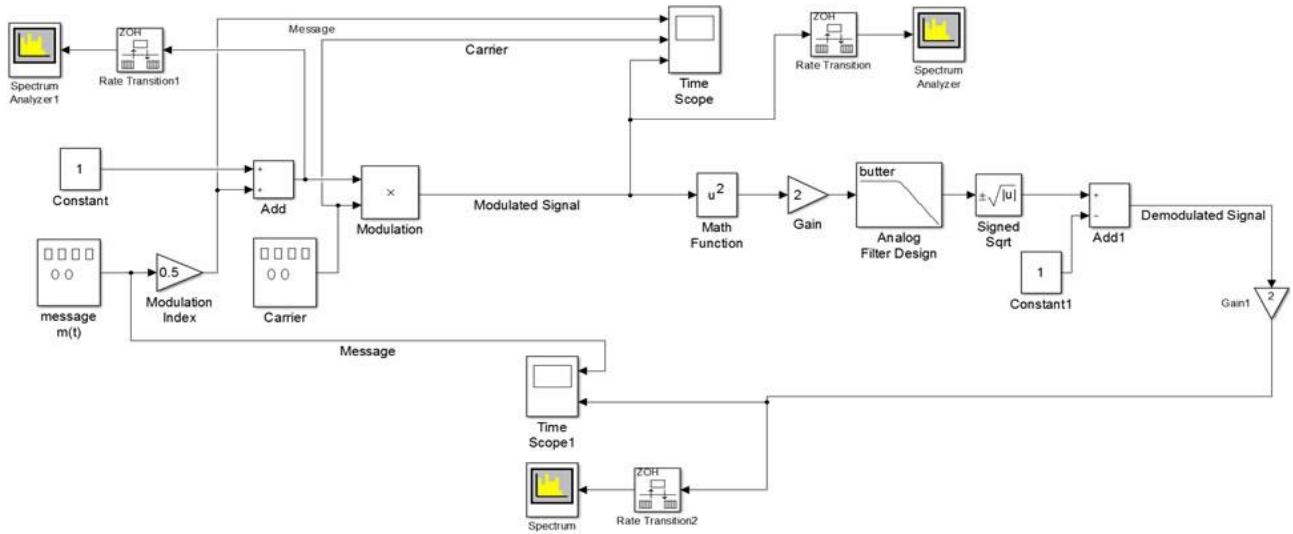 Message
Carrier
Time
Scope
ZOH
Rate Transition1
Spectrum
Analyzer1
ZOH
Rate Transition
Spectrum
Analyzer
1
Constant
+
+
Add
×
Modulation
Modulated Signal
u²
Math
Function
2
Gain
butter
Analog
Filter Design
±√|u|
Signed
Sqrt
+
−
Add1
Demodulated Signal
1
Constant1
2
Gain1
message
m(t)
0.5
Modulation
Index
Carrier
Message
Time
Scope1
Spectrum
ZOH
Rate Transition2